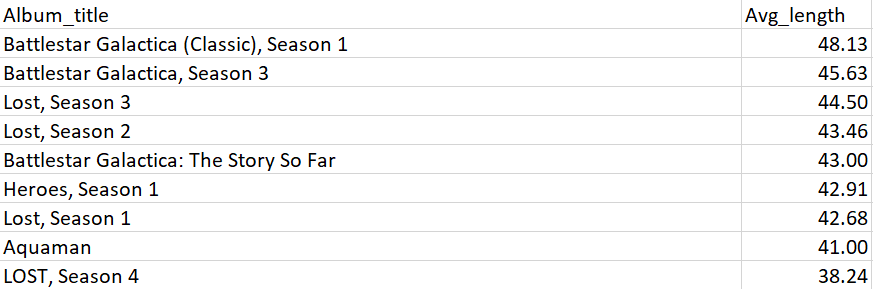 Album_title Avg_length
Battlestar Galactica (Classic), Season 1 48.13
Battlestar Galactica, Season 3 45.63
Lost, Season 3 44.50
Lost, Season 2 43.46
Battlestar Galactica: The Story So Far 43.00
Heroes, Season 1 42.91
Lost, Season 1 42.68
Aquaman 41.00
LOST, Season 4 38.24